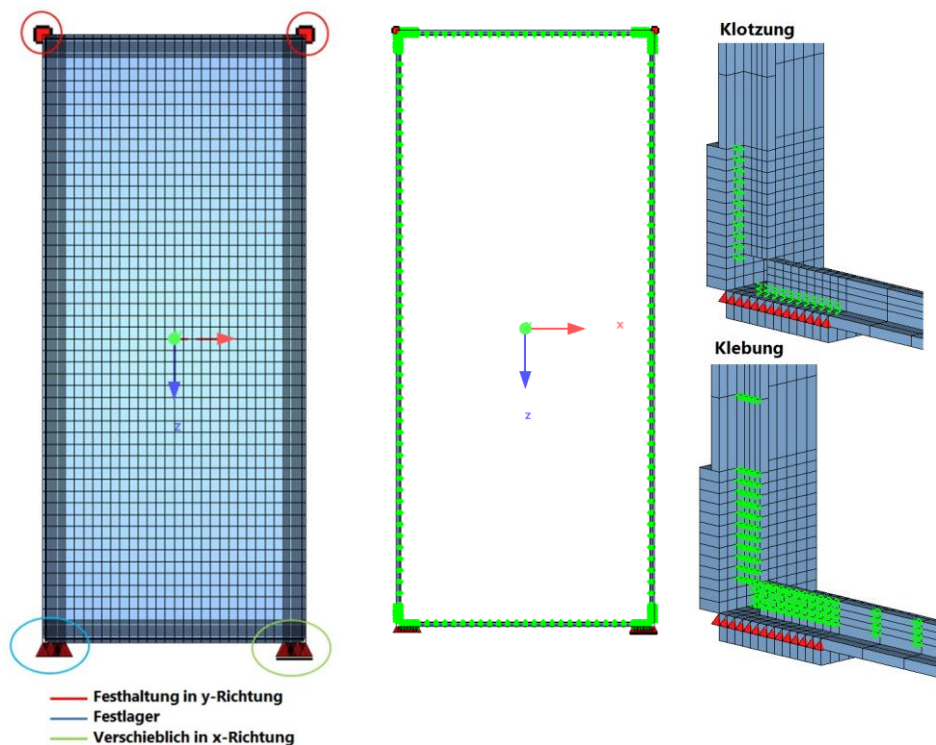 Klotzung
z
x
z
Klebung
Festhaltung in y-Richtung
Festlager
Verschieblich in x-Richtung